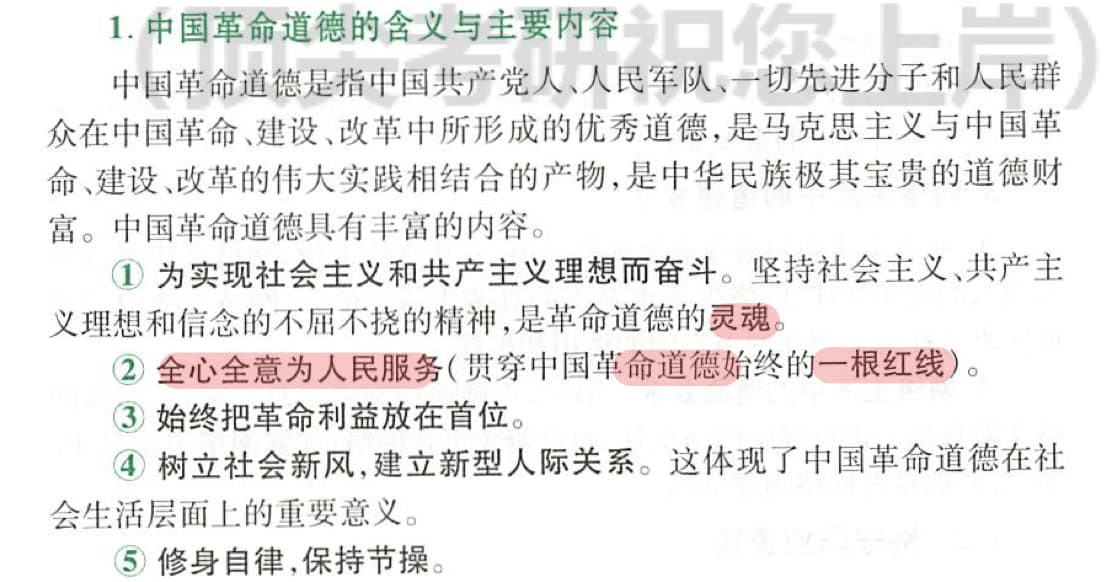 (顶尖考研祝您上岸)
1. 中国革命道德的含义与主要内容
中国革命道德是指中国共产党人、人民军队、一切先进分子和人民群
众在中国革命、建设、改革中所形成的优秀道德,是马克思主义与中国革
命、建设、改革的伟大实践相结合的产物,是中华民族极其宝贵的道德财
富。中国革命道德具有丰富的内容。
① 为实现社会主义和共产主义理想而奋斗。坚持社会主义、共产主
义理想和信念的不屈不挠的精神,是革命道德的灵魂。
② 全心全意为人民服务(贯穿中国革命道德始终的一根红线)。
③ 始终把革命利益放在首位。
④ 树立社会新风,建立新型人际关系。这体现了中国革命道德在社
会生活层面上的重要意义。
⑤ 修身自律,保持节操。